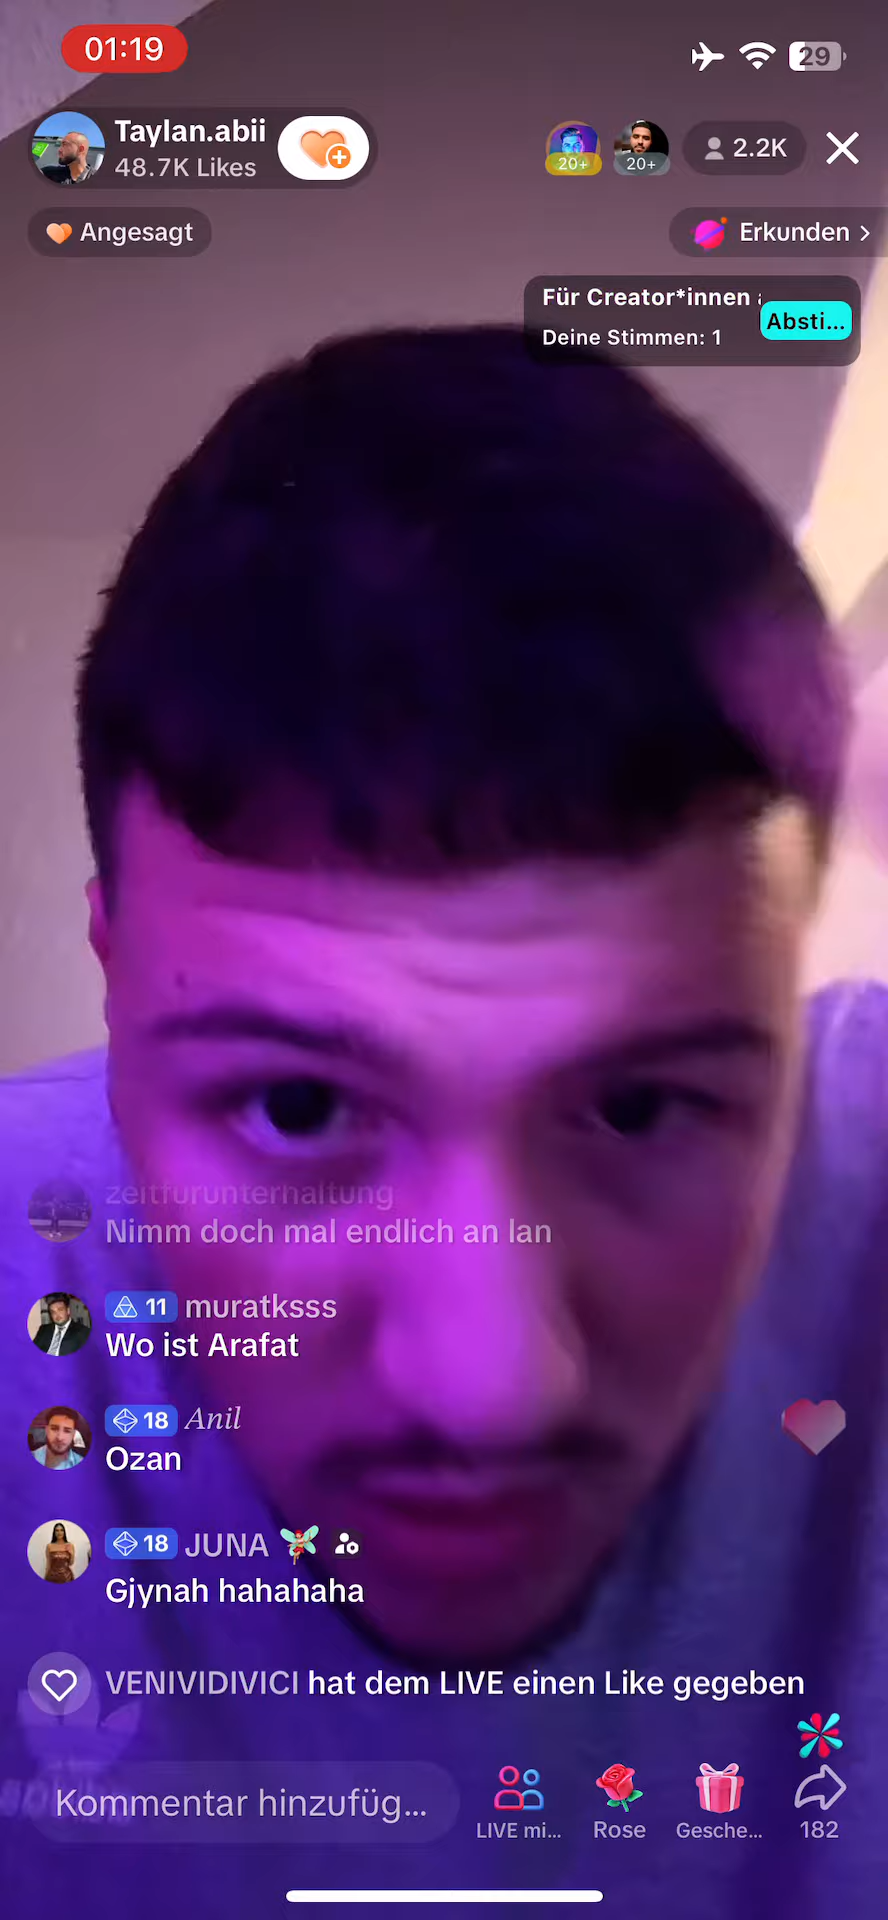 01:19
29
Taylan.abii
48.7K Likes
20+
20+
2.2K
Angesagt
Erkunden >
Für Creator*innen
Absti...
Deine Stimmen: 1
zeitfürunterhaltung
Nimm doch mal endlich an lan
11 muratksss
Wo ist Arafat
18 Anil
Ozan
18 JUNA
Gjynah hahahaha
VENIVIDIVICI hat dem LIVE einen Like gegeben
Kommentar hinzufüg...
LIVE mi...
Rose
Gesche...
182